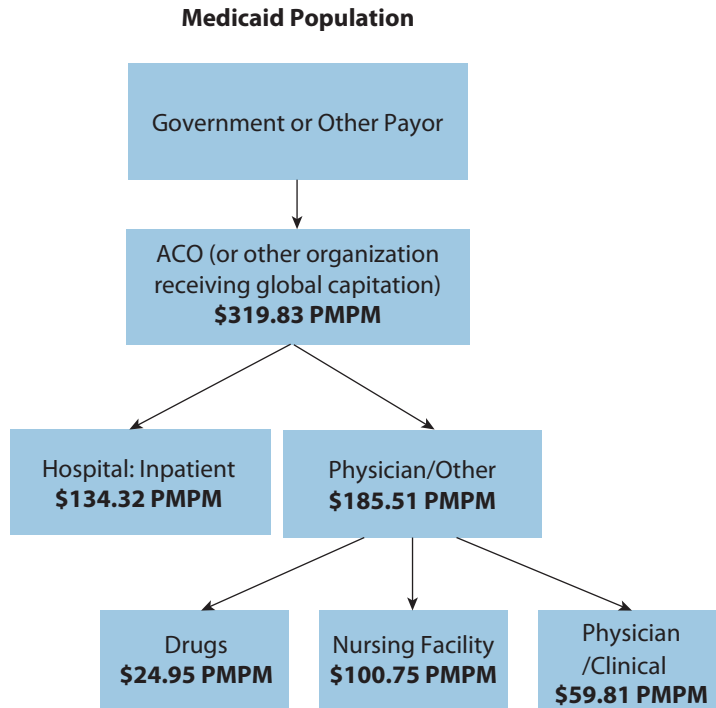 Medicaid Population
Government or Other Payor
ACO (or other organization
receiving global capitation)
$319.83 PMPM
Hospital: Inpatient
$134.32 PMPM
Physician/Other
$185.51 PMPM
Drugs
$24.95 PMPM
Nursing Facility
$100.75 PMPM
Physician
/Clinical
$59.81 PMPM